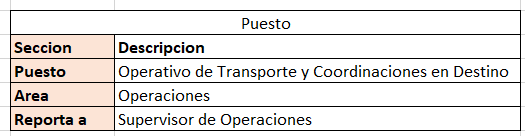 Puesto
Seccion Descripcion
Puesto Operativo de Transporte y Coordinaciones en Destino
Area Operaciones
Reporta a Supervisor de Operaciones